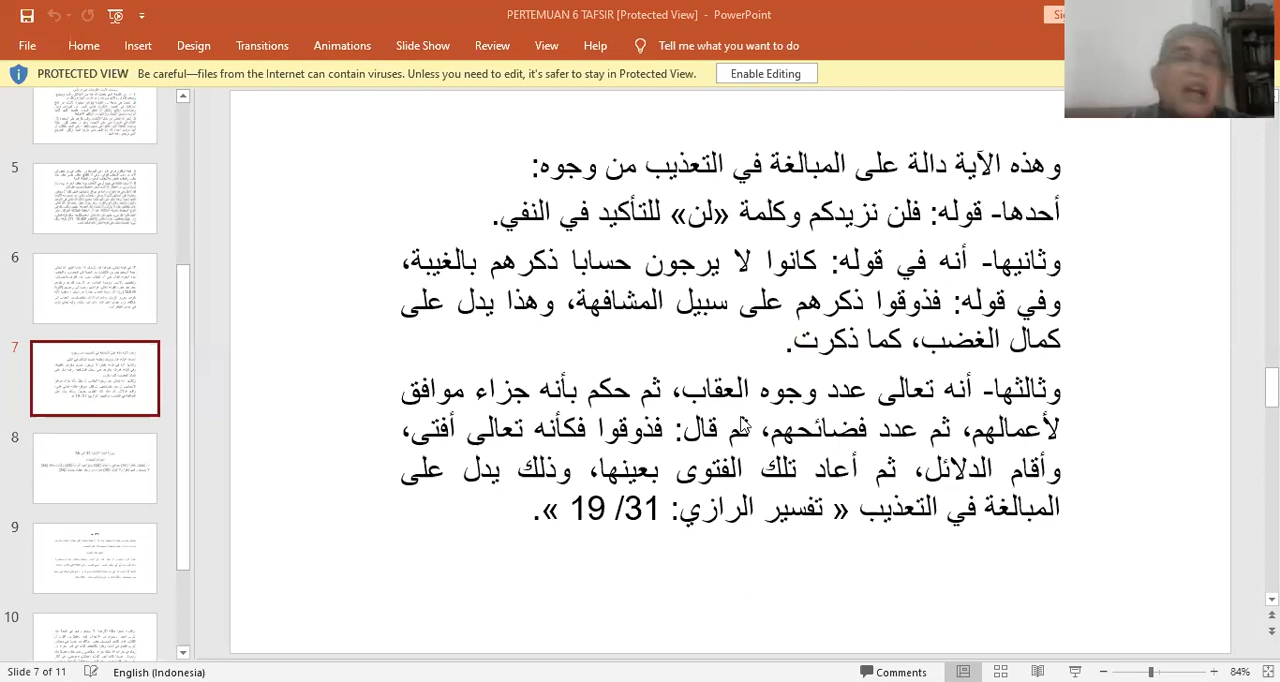 PERTEMUAN 6 TAFSIR [Protected View] - PowerPoint
File Home Insert Design Transitions Animations Slide Show Review View Help Tell me what you want to do
PROTECTED VIEW Be careful—files from the Internet can contain viruses. Unless you need to edit, it's safer to stay in Protected View. Enable Editing
5
6
7
8
9
10
وهذه الآية دالة على المبالغة في التعذيب من وجوه:
أحدها- قوله: فلن نزيدكم وكلمة «لن» للتأكيد في النفي.
وثانيها- أنه في قوله: كانوا لا يرجون حسابا ذكرهم بالغيبة،
وفي قوله: فذوقوا ذكرهم على سبيل المشافهة، وهذا يدل على
كمال الغضب، كما ذكرت.
وثالثها- أنه تعالى عدد وجوه العقاب، ثم حكم بأنه جزاء موافق
لأعمالهم، ثم عدد فضائحهم، ثم قال: فذوقوا فكأنه تعالى أفتى،
وأقام الدلائل، ثم أعاد تلك الفتوى بعينها، وذلك يدل على
المبالغة في التعذيب « تفسير الرازي: 31/ 19 ».
Slide 7 of 11 English (Indonesia) Comments 84%